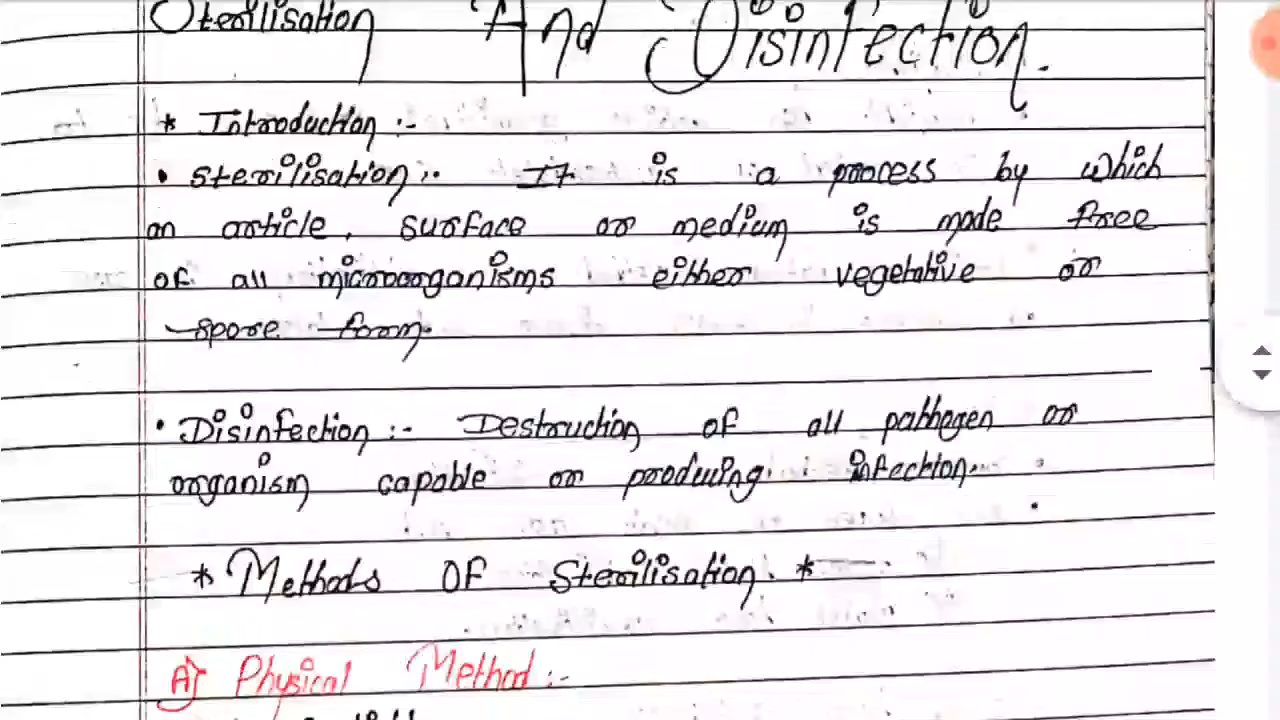 Sterilisation And Disinfection.
* Introduction :-
• Sterilisation :- It is a process by which
an article, surface or medium is made free
of all microorganisms either vegetative or
spore form.
• Disinfection :- Destruction of all pathogen or
organism capable or producing infection.
* Methods OF Sterilisation. *
A) Physical Method :-